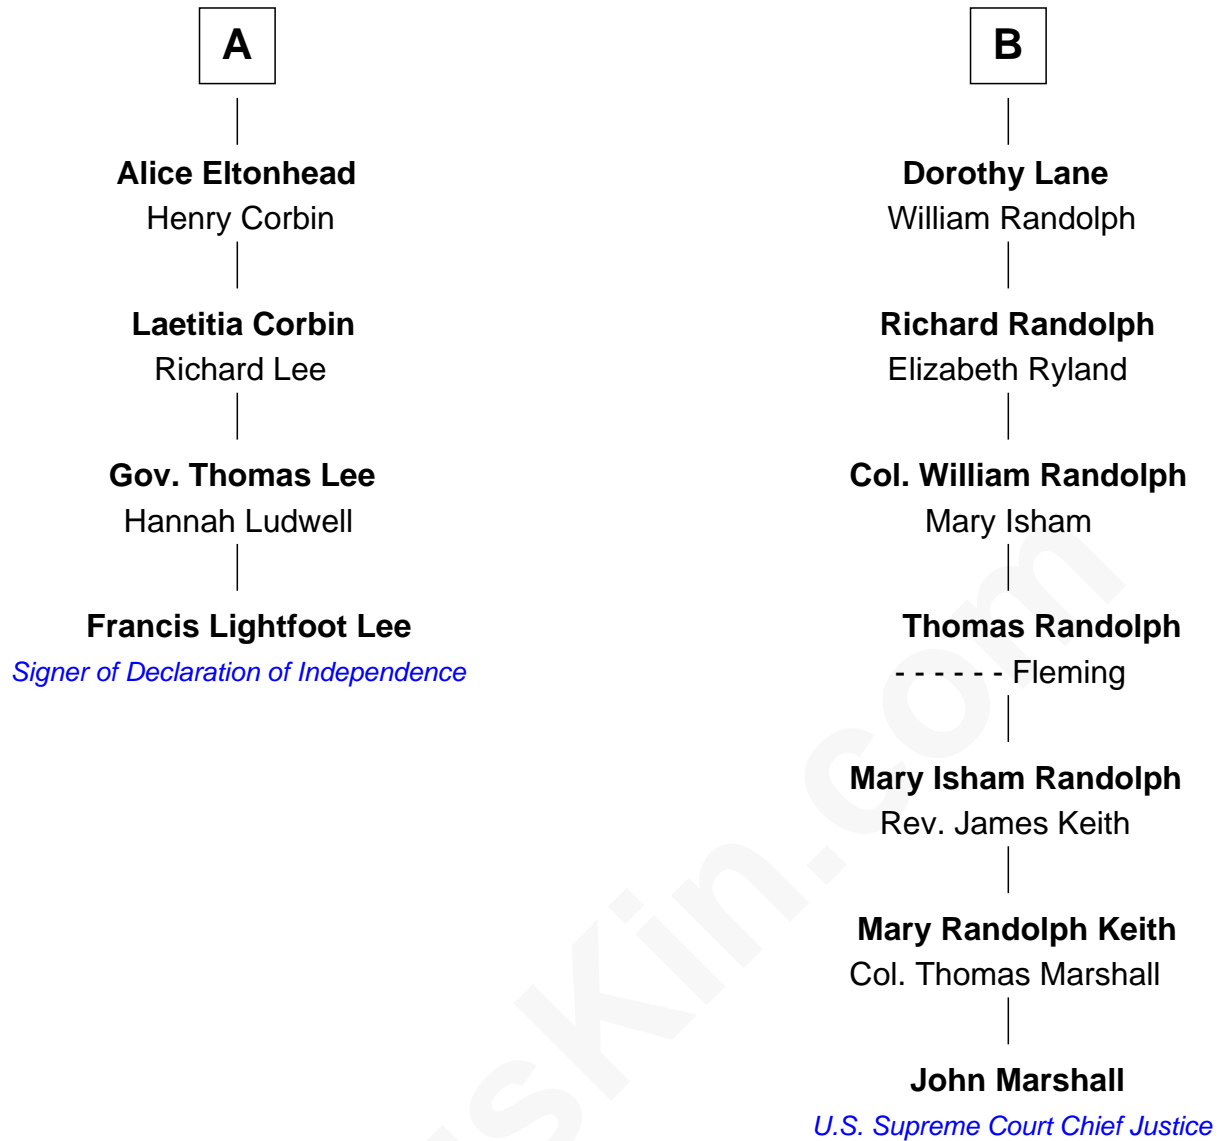 A
Alice Eltonhead
Henry Corbin
Laetitia Corbin
Richard Lee
Gov. Thomas Lee
Hannah Ludwell
Francis Lightfoot Lee
Signer of Declaration of Independence
B
Dorothy Lane
William Randolph
Richard Randolph
Elizabeth Ryland
Col. William Randolph
Mary Isham
Thomas Randolph
- - - - - - Fleming
Mary Isham Randolph
Rev. James Keith
Mary Randolph Keith
Col. Thomas Marshall
John Marshall
U.S. Supreme Court Chief Justice
sKin.com